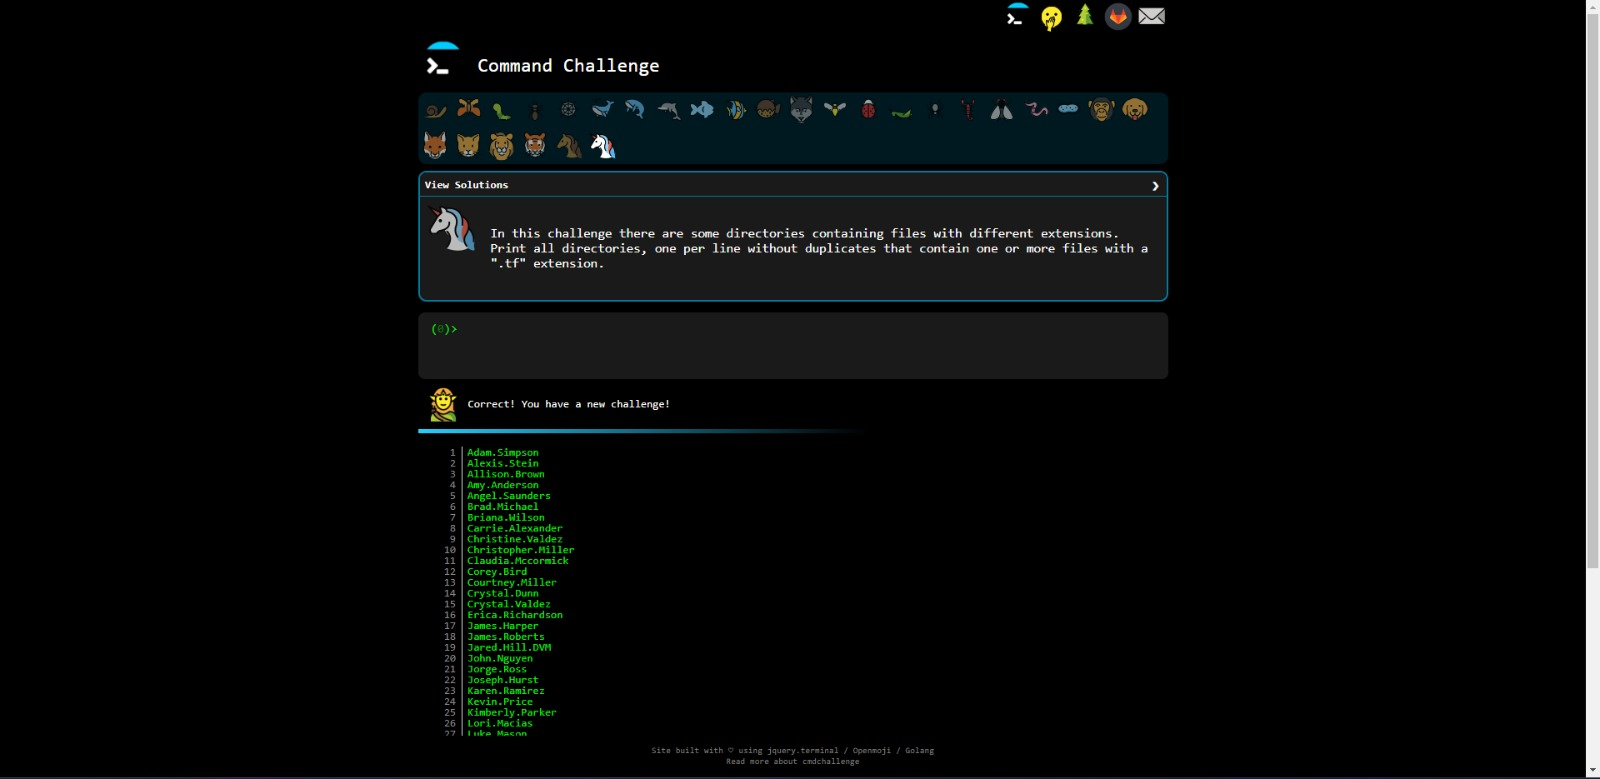 Command Challenge
View Solutions
In this challenge there are some directories containing files with different extensions.
Print all directories, one per line without duplicates that contain one or more files with a
".tf" extension.
(0)>
Correct! You have a new challenge!
1 Adam.Simpson
2 Alexis.Stein
3 Allison.Brown
4 Amy.Anderson
5 Angel.Saunders
6 Brad.Michael
7 Briana.Wilson
8 Carrie.Alexander
9 Christine.Valdez
10 Christopher.Miller
11 Claudia.Mccormick
12 Corey.Bird
13 Courtney.Miller
14 Crystal.Dunn
15 Crystal.Valdez
16 Erica.Richardson
17 James.Harper
18 James.Roberts
19 Jared.Hill.DVM
20 John.Nguyen
21 Jorge.Ross
22 Joseph.Hurst
23 Karen.Ramirez
24 Kevin.Price
25 Kimberly.Parker
26 Lori.Macias
27 Luke.Mason
Site built with ♡ using jquery.terminal / Openmoji / Golang
Read more about cmdchallenge